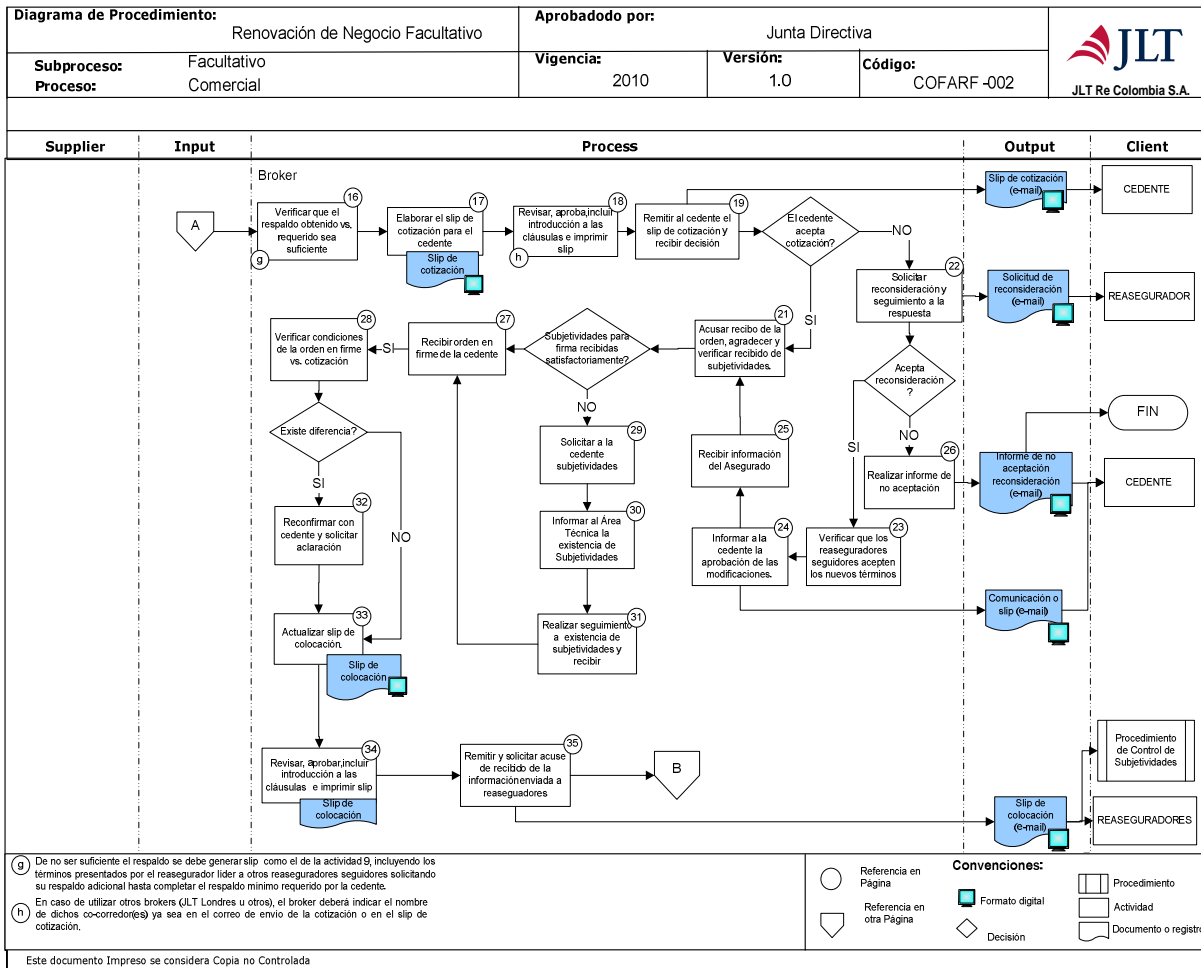 Diagrama de Procedimiento:
Renovación de Negocio Facultativo
Aprobadodo por:
Junta Directiva
Subproceso:
Facultativo
Proceso:
Comercial
Vigencia:
2010
Versión:
1.0
Código:
COFARF -002
JLT
JLT Re Colombia S.A.
Supplier
Input
Process
Output
Client
Broker
A
16
Verificar que el
respaldo obtenido vs.
requerido sea
suficiente
g
17
Elaborar el slip de
cotización para el
cedente
Slip de
cotización
18
Revisar, aproba,incluir
introducción a las
cláusulas e imprimir
slip
h
19
Remitir al cedente el
slip de cotización y
recibir decisión
El cedente
acepta
cotización?
NO
SI
Slip de cotización
(e-mail)
CEDENTE
22
Solicitar
reconsideración y
seguimiento a la
respuesta
Solicitud de
reconsideración
(e-mail)
REASEGURADOR
28
Verificar condiciones
de la orden en firme
vs. cotización
SI
27
Recibir orden en
firme de la cedente
Subjetividades para
firma recibidas
satisfactoriamente?
NO
21
Acusar recibo de la
orden, agradecer y
verificar recibido de
subjetividades.
Acepta
reconsideración
?
SI
NO
FIN
Existe diferencia?
SI
NO
29
Solicitar a la
cedente
subjetividades
25
Recibir información
del Asegurado
26
Realizar informe de
no aceptación
Informe de no
aceptación
reconsideración
(e-mail)
CEDENTE
32
Reconfirmar con
cedente y solicitar
aclaración
30
Informar al Área
Técnica la
existencia de
Subjetividades
24
Informar a la
cedente la
aprobación de las
modificaciones.
23
Verificar que los
reaseguradores
seguidores acepten
los nuevos términos
Comunicación o
slip (e-mail)
33
Actualizar slip de
colocación.
Slip de
colocación
31
Realizar seguimiento
a existencia de
subjetividades y
recibir
34
Revisar, aprobar,incluir
introducción a las
cláusulas e imprimir slip
Slip de
colocación
35
Remitir y solicitar acuse
de recibido de la
información enviada a
reaseguadores
B
Procedimiento
de Control de
Subjetividades
Slip de
colocación
(e-mail)
REASEGURADORES
g De no ser suficiente el respaldo se debe generar slip como el de la actividad 9, incluyendo los
términos presentados por el reasegurador líder a otros reaseguradores seguidores solicitando
su respaldo adicional hasta completar el respaldo mínimo requerido por la cedente.
h En caso de utilizar otros brokers (JLT Londres u otros), el broker deberá indicar el nombre
de dichos co-corredor(es) ya sea en el correo de envío de la cotización o en el slip de
cotización.
Referencia en
Página
Referencia en
otra Página
Convenciones:
Formato digital
Decisión
Procedimiento
Actividad
Documento o registro
Este documento Impreso se considera Copia no Controlada